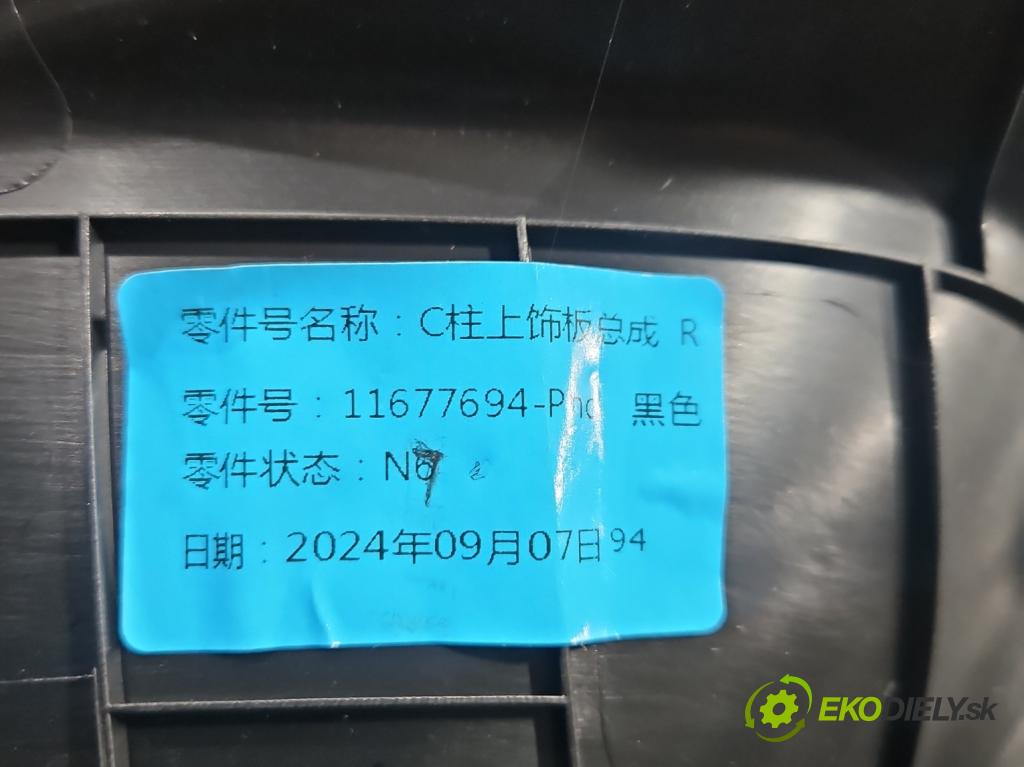 零件号名称：C柱上饰板总成 R
零件号：11677694-Pnd 黑色
零件状态：N7
日期：2024年09月07日94
EKODIELY.sk